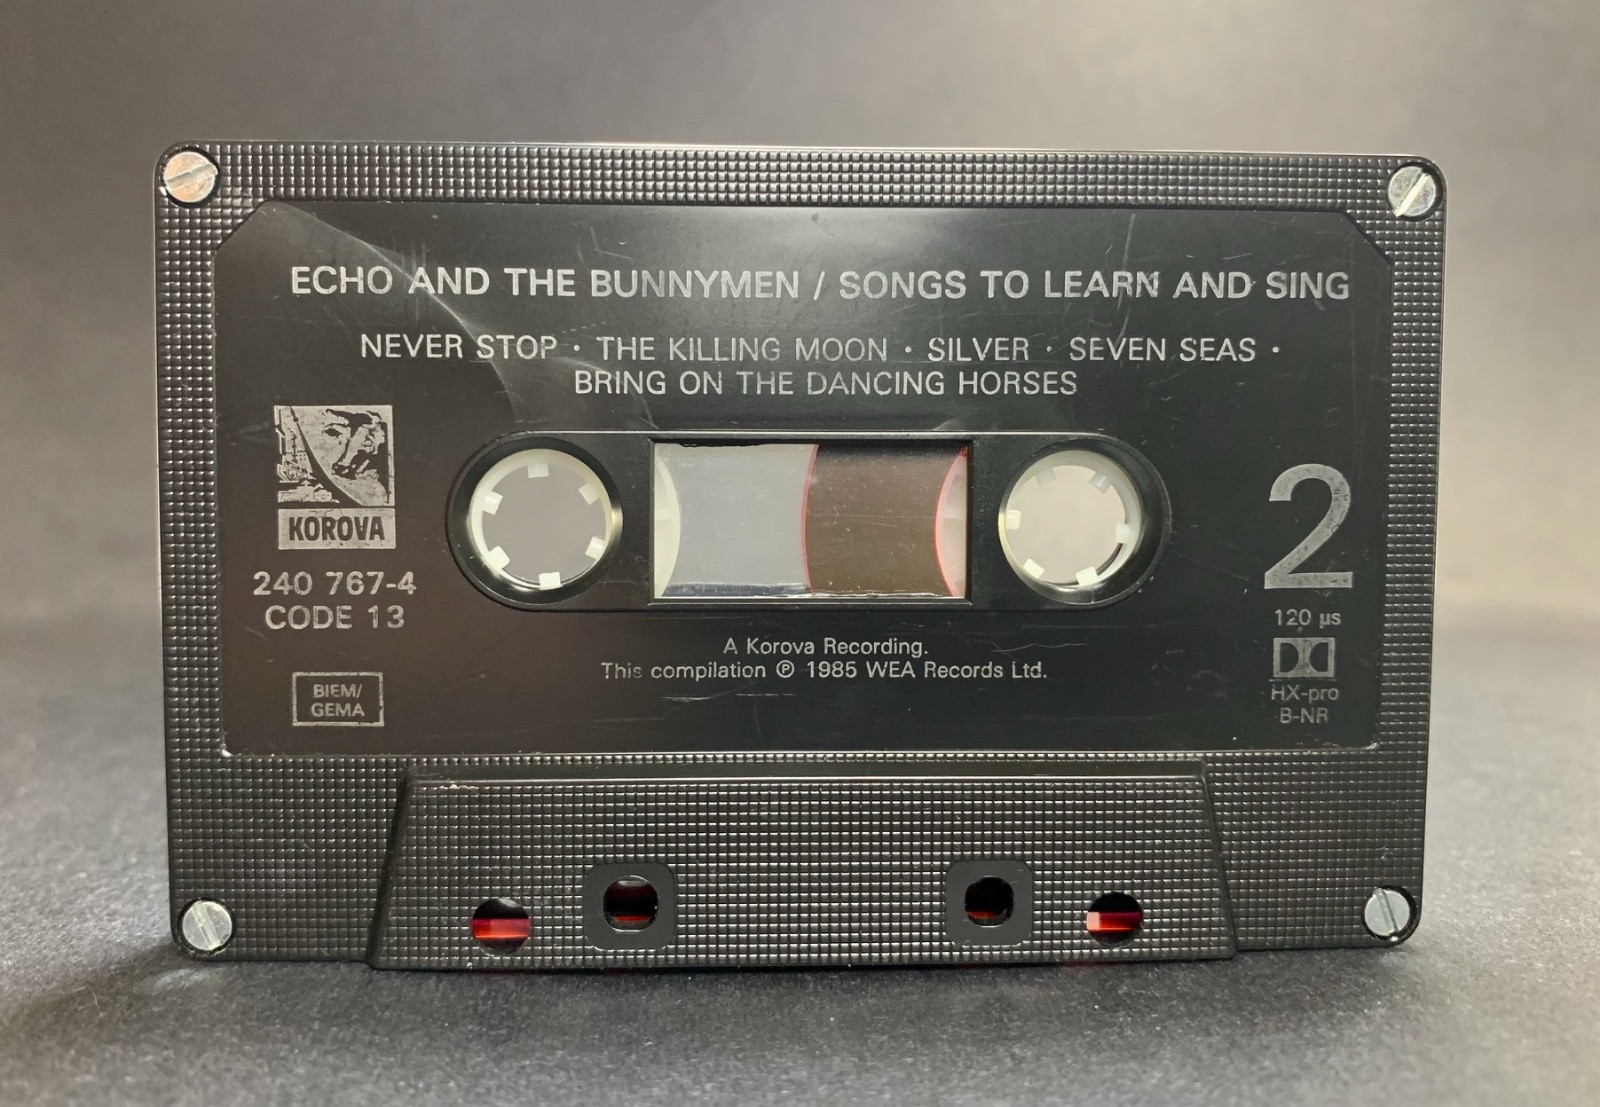 ECHO AND THE BUNNYMEN / SONGS TO LEARN AND SING
NEVER STOP · THE KILLING MOON · SILVER · SEVEN SEAS ·
BRING ON THE DANCING HORSES
KOROVA
240 767-4
CODE 13
BIEM/
GEMA
A Korova Recording.
This compilation ℗ 1985 WEA Records Ltd.
2
120 µs
HX-pro
B-NR